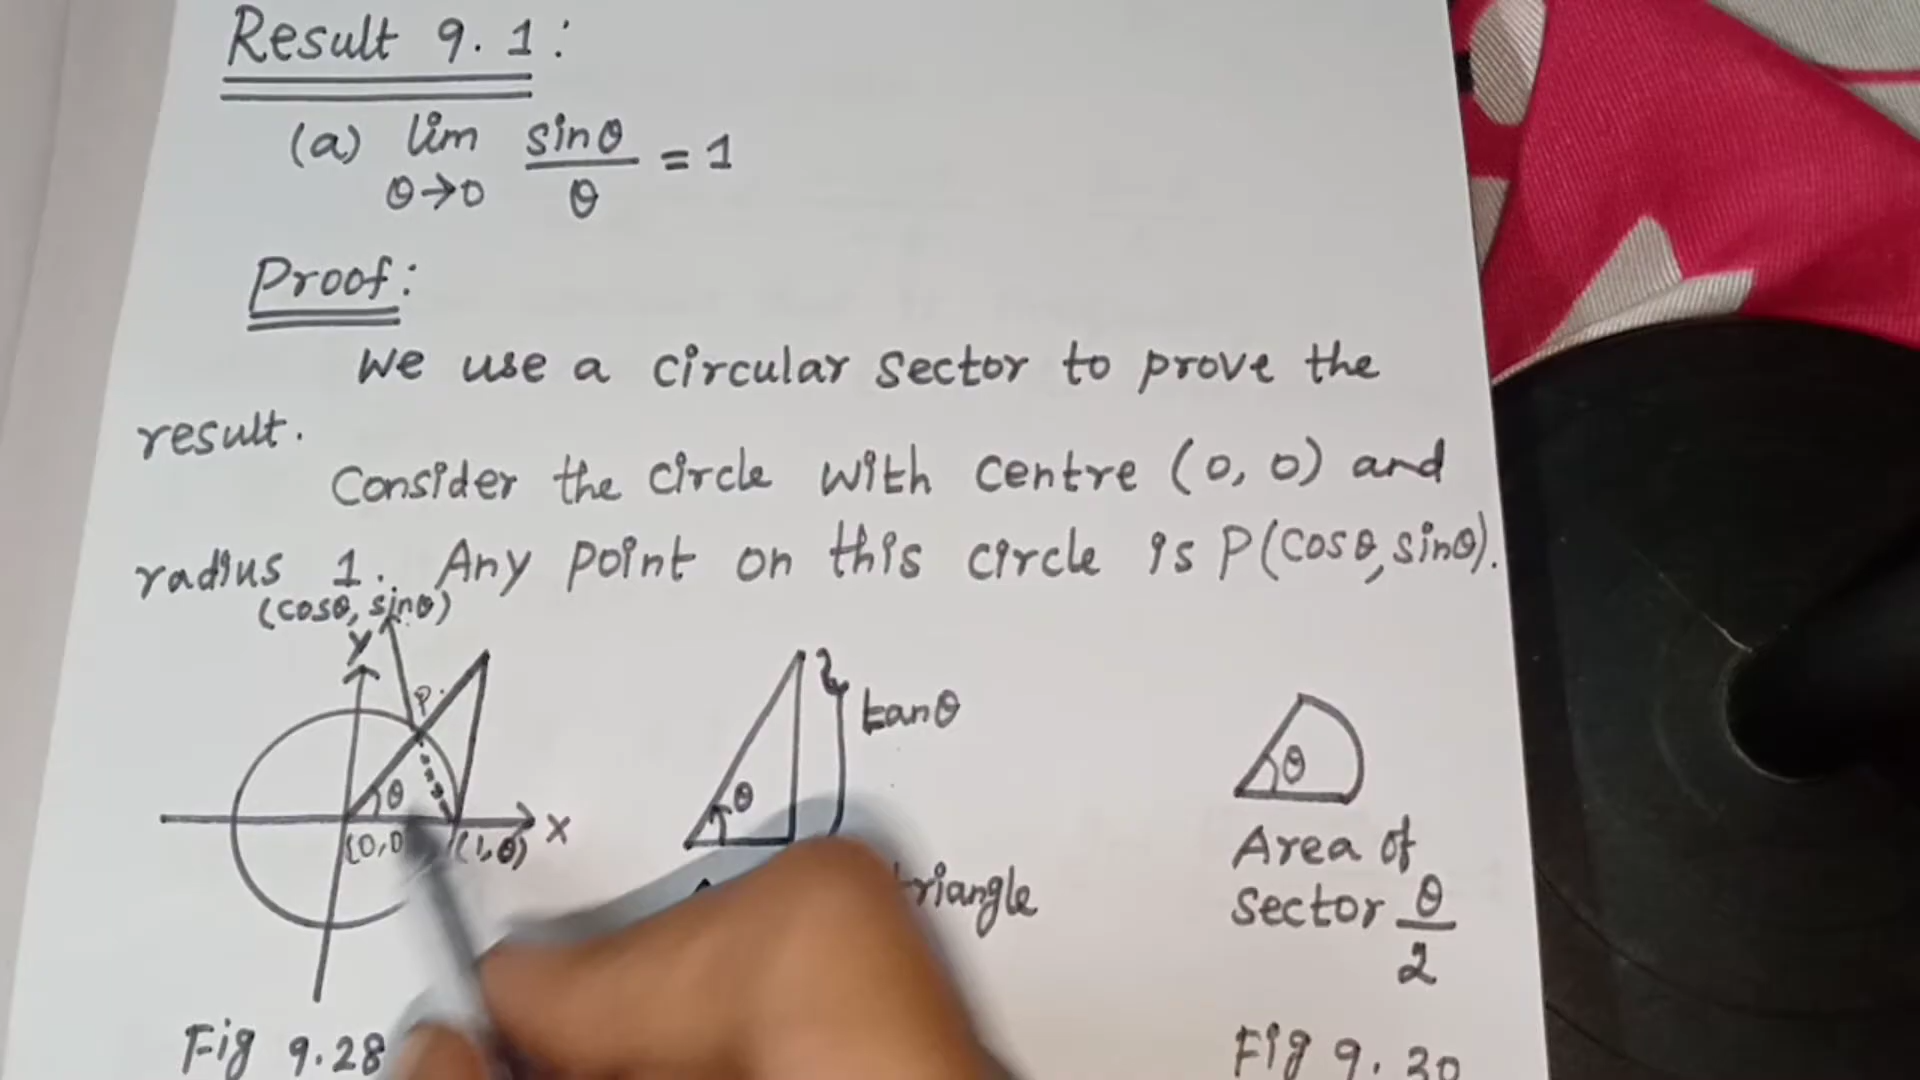 Result 9.1:
(a) lim sinθ
θ→0 θ = 1
Proof:
We use a circular sector to prove the
result.
Consider the circle with centre (0, 0) and
radius 1. Any point on this circle is P(cosθ, sinθ).
(cosθ, sinθ)
Y
P
θ
(0,0
(1,0)
X
θ
tanθ
triangle
θ
Area of
sector θ/2
Fig 9.28
Fig 9.30